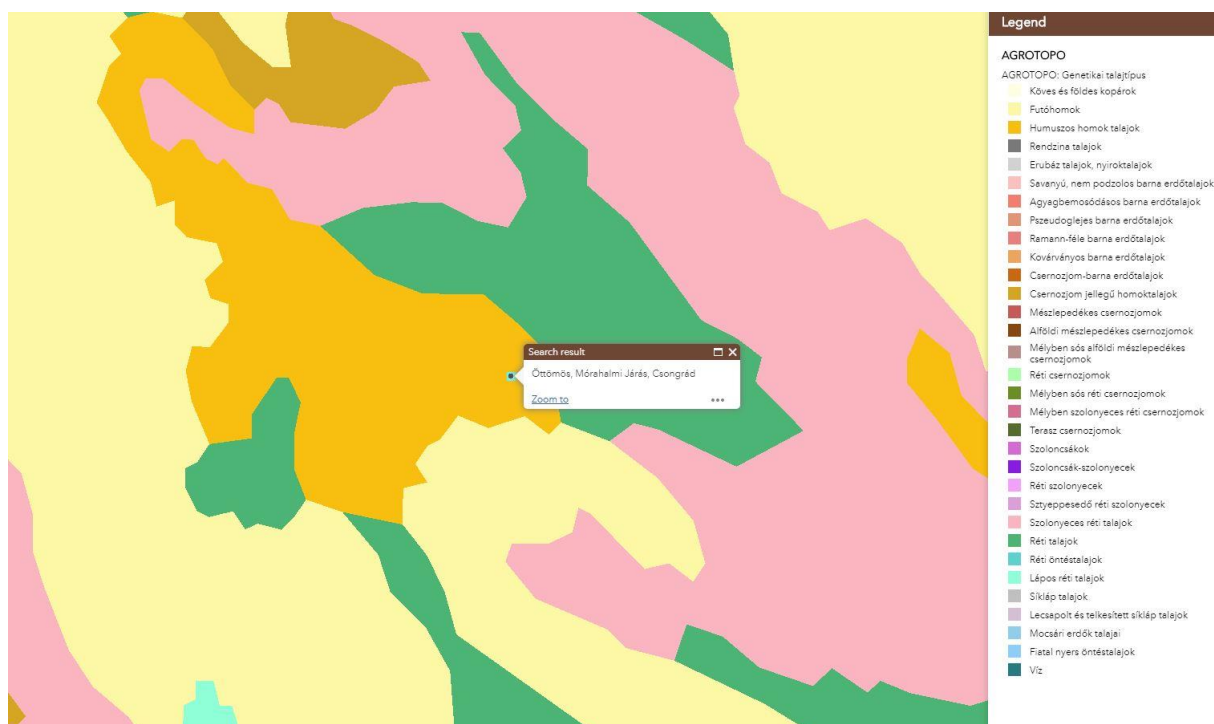 Legend
AGROTOPO
AGROTOPO: Genetikai talajtípus
Köves és földes kopárok
Futóhomok
Humuszos homok talajok
Rendzina talajok
Erubáz talajok, nyiroktalajok
Savanyú, nem podzolos barna erdőtalajok
Agyagbemosódásos barna erdőtalajok
Pszeudoglejes barna erdőtalajok
Ramann-féle barna erdőtalajok
Kovárványos barna erdőtalajok
Csernozjom-barna erdőtalajok
Csernozjom jellegű homoktalajok
Mészlepedékes csernozjomok
Alföldi mészlepedékes csernozjomok
Mélyben sós alföldi mészlepedékes
csernozjomok
Réti csernozjomok
Mélyben sós réti csernozjomok
Mélyben szolonyeces réti csernozjomok
Terasz csernozjomok
Szoloncsákok
Szoloncsák-szolonyecek
Réti szolonyecek
Sztyeppesedő réti szolonyecek
Szolonyeces réti talajok
Réti talajok
Réti öntéstalajok
Lápos réti talajok
Síkláp talajok
Lecsapolt és telkesített síkláp talajok
Mocsári erdők talajai
Fiatal nyers öntéstalajok
Víz
Search result
Öttömös, Mórahalmi Járás, Csongrád
Zoom to